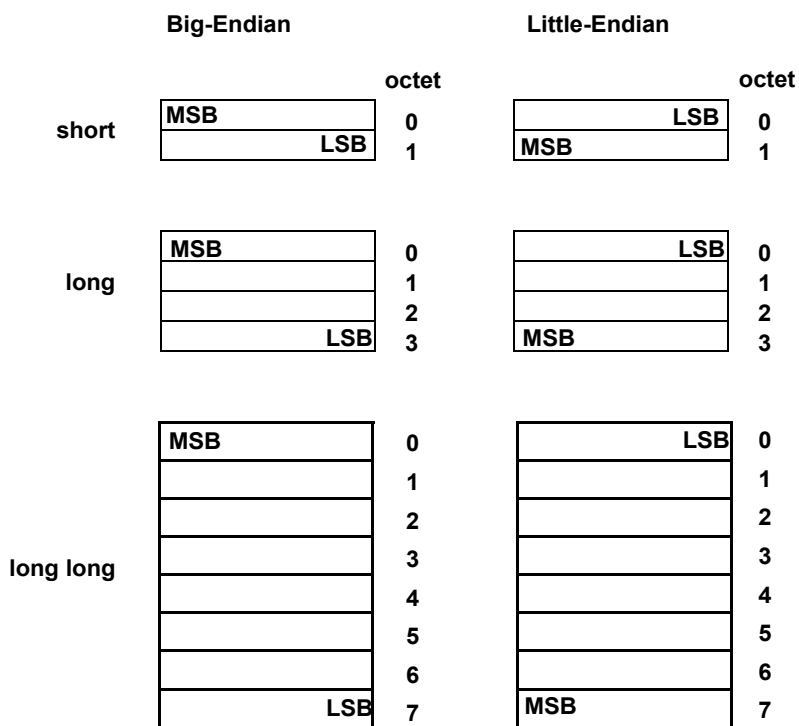 Big-Endian Little-Endian
octet octet
MSB LSB
short 0 0
LSB MSB
1 1
MSB LSB
0 0
long 1 1
2 2
LSB MSB
3 3
MSB LSB
0 0
1 1
2 2
3 3
long long
4 4
5 5
6 6
LSB MSB
7 7